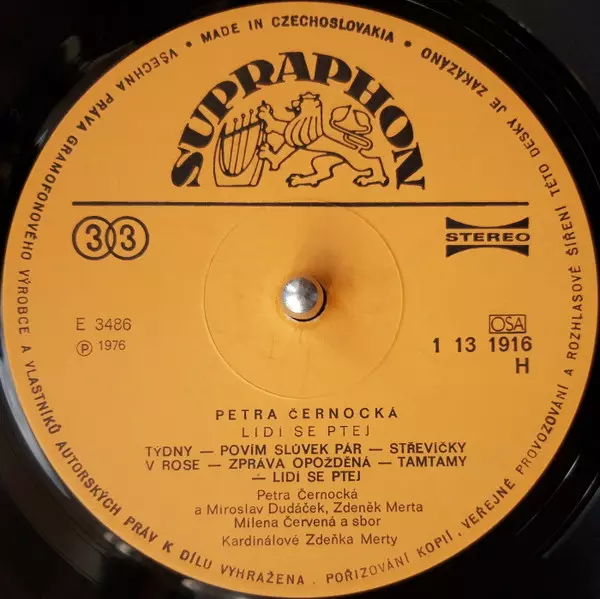 VŠECHNA PRÁVA GRAMOFONOVÉHO VÝROBCE A VLASTNÍKŮ AUTORSKÝCH PRÁV K DÍLU VYHRAŽENA. POŘIZOVÁNÍ KOPIÍ, VEŘEJNÉ PROVOZOVÁNÍ A ROZHLASOVÉ ŠÍŘENÍ TÉTO DESKY JE ZAKÁZÁNO
• MADE IN CZECHOSLOVAKIA •
SUPRAPHON
33
STEREO
E 3486
Ⓟ 1976
OSA
1 13 1916
H
PETRA ČERNOCKÁ
LIDÍ SE PTEJ
TÝDNY — POVÍM SLŮVEK PÁR — STŘEVÍČKY
V ROSE — ZPRÁVA OPOŽDĚNÁ — TAMTAMY
— LIDÍ SE PTEJ
Petra Černocká
a Miroslav Dudáček, Zdeněk Merta
Milena Červená a sbor
Kardinálové Zdeňka Merty